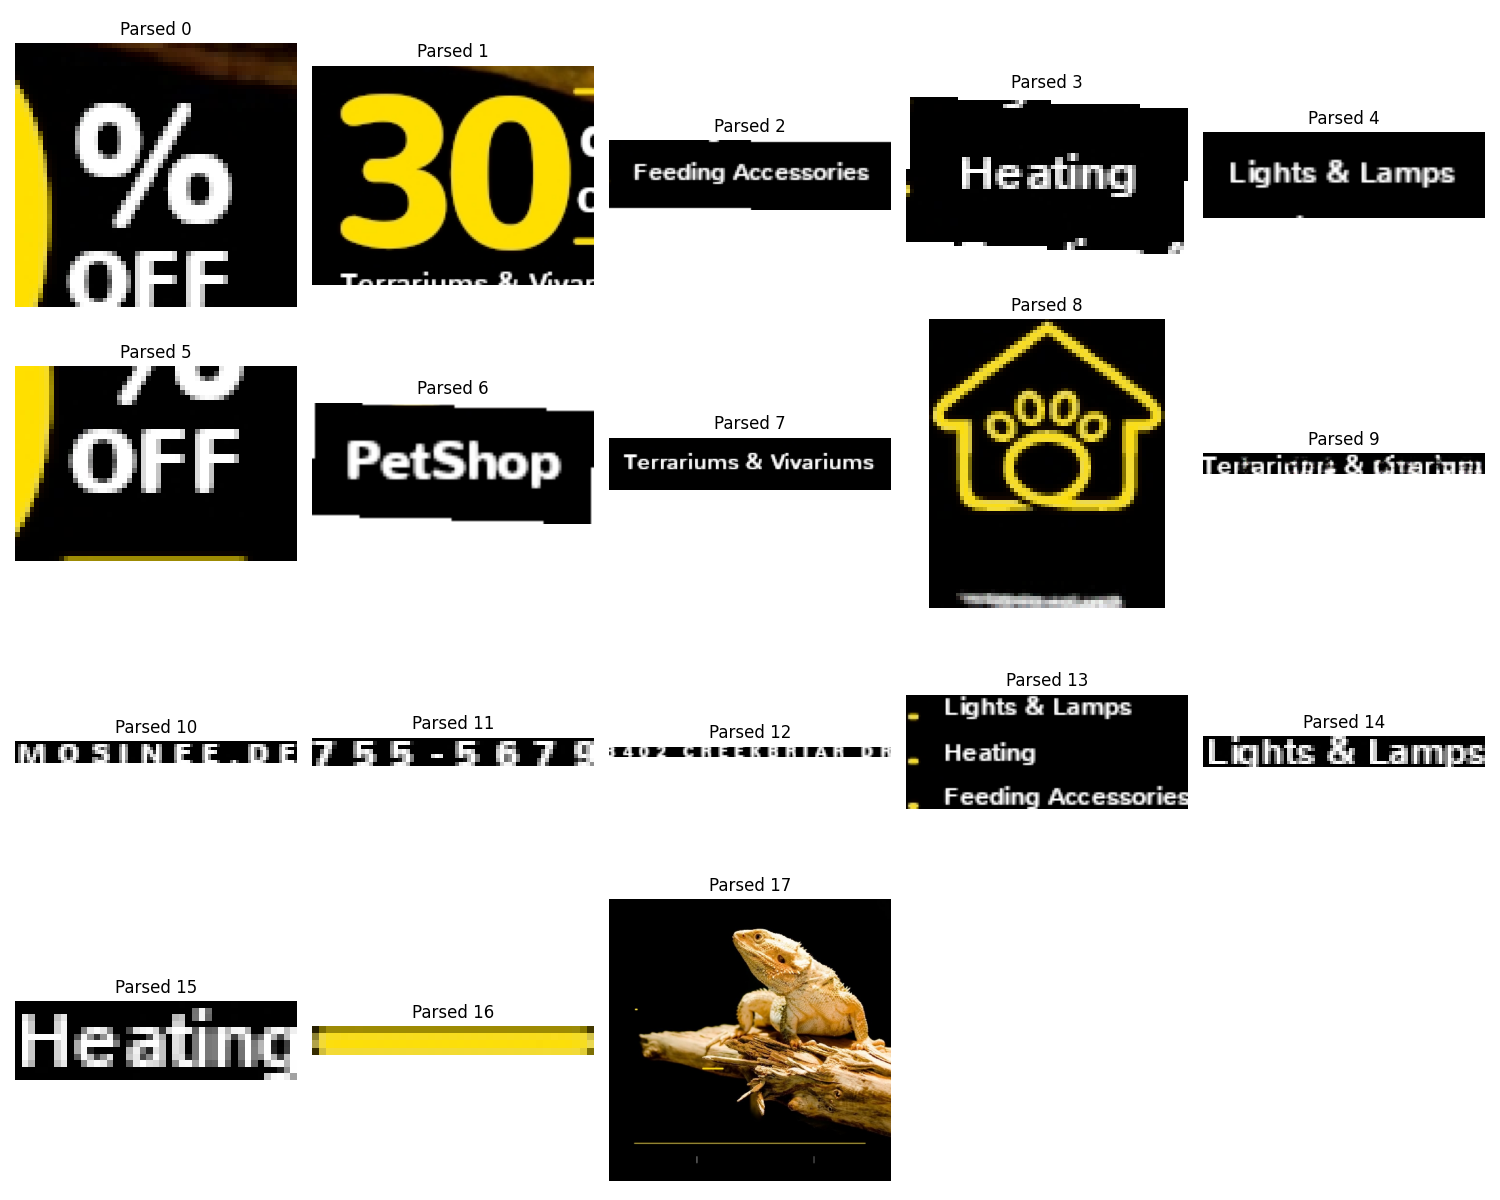 Parsed 0
%
OFF
Parsed 1
30
Terrariums & Vivar
Parsed 2
Feeding Accessories
Parsed 3
Heating
Parsed 4
Lights & Lamps
Parsed 5
%
OFF
Parsed 6
PetShop
Parsed 7
Terrariums & Vivariums
Parsed 8
Parsed 9
Parsed 10
MOSINEE.DE
Parsed 11
755-5679
Parsed 12
3402 CREEKBRIAR DR
Parsed 13
Lights & Lamps
Heating
Feeding Accessories
Parsed 14
Lights & Lamps
Parsed 15
Heating
Parsed 16
Parsed 17